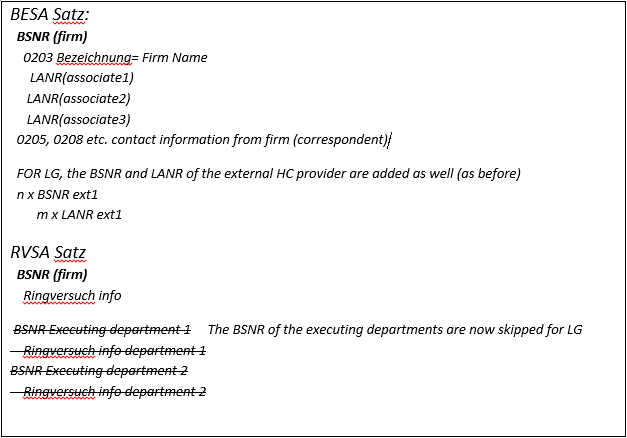 BESA Satz:
BSNR (firm)
0203 Bezeichnung= Firm Name
LANR(associate1)
LANR(associate2)
LANR(associate3)
0205, 0208 etc. contact information from firm (correspondent);
FOR LG, the BSNR and LANR of the external HC provider are added as well (as before)
n x BSNR ext1
m x LANR ext1
RVSA Satz
BSNR (firm)
Ringversuch info
BSNR Executing department 1 The BSNR of the executing departments are now skipped for LG
Ringversuch info department 1
BSNR Executing department 2
Ringversuch info department 2